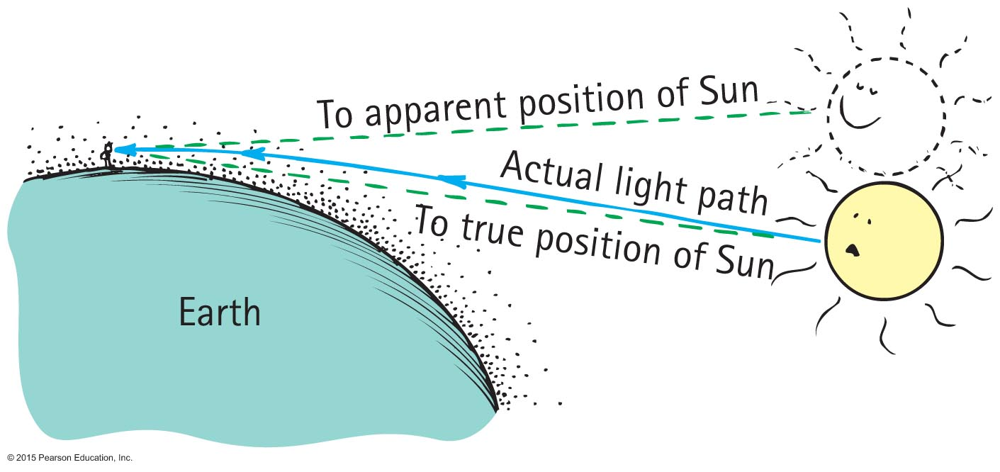 To apparent position of Sun
Actual light path
To true position of Sun
Earth
© 2015 Pearson Education, Inc.